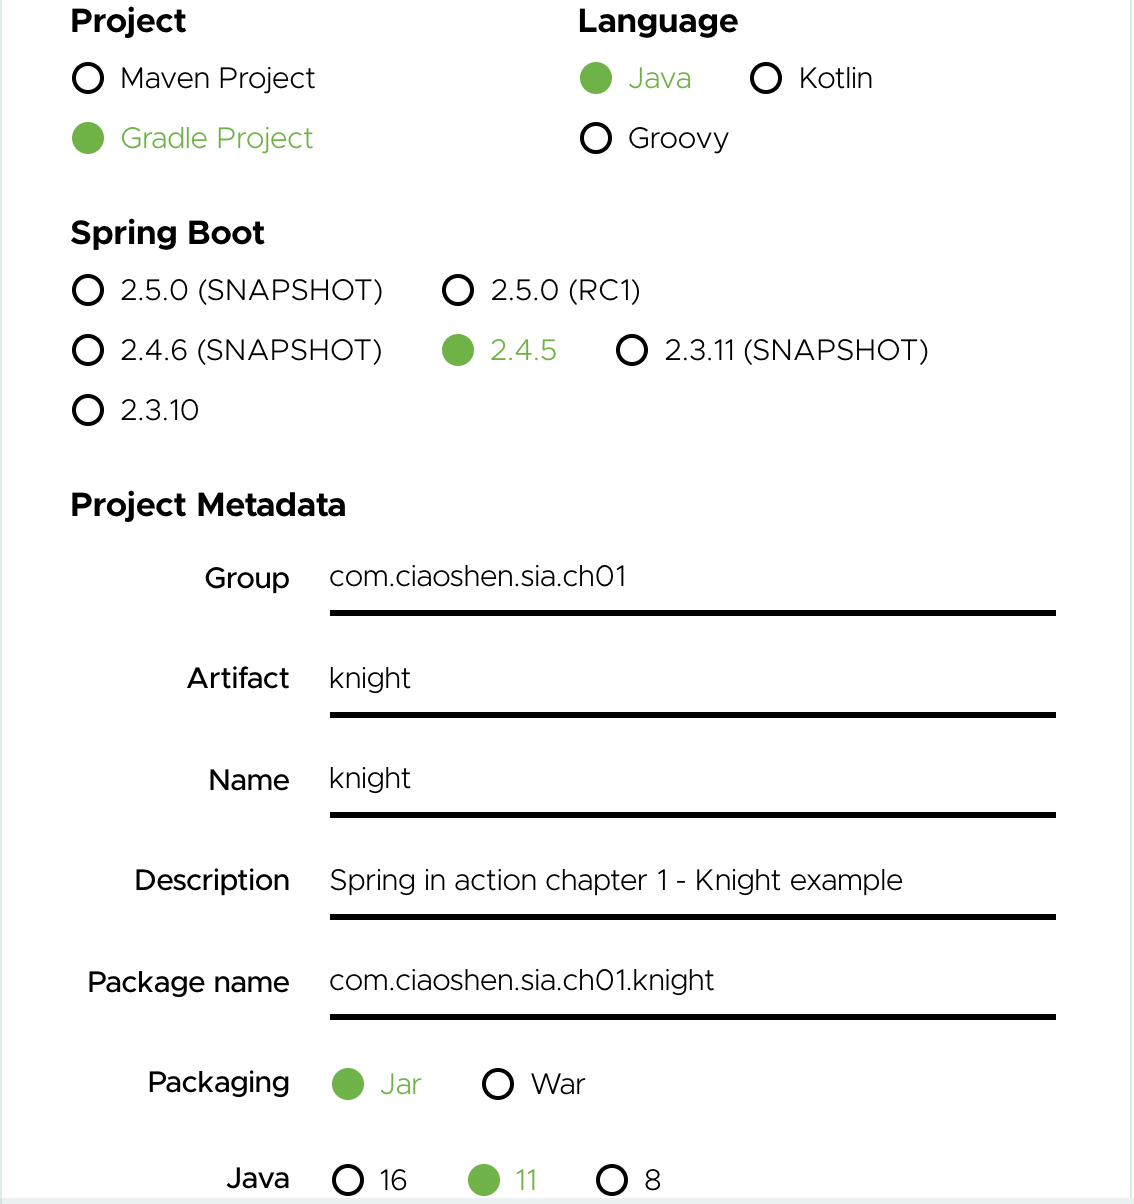 Project
Maven Project
Gradle Project
Language
Java Kotlin
Groovy
Spring Boot
2.5.0 (SNAPSHOT) 2.5.0 (RC1)
2.4.6 (SNAPSHOT) 2.4.5 2.3.11 (SNAPSHOT)
2.3.10
Project Metadata
Group com.ciaoshen.sia.ch01
Artifact knight
Name knight
Description Spring in action chapter 1 - Knight example
Package name com.ciaoshen.sia.ch01.knight
Packaging Jar War
Java 16 11 8